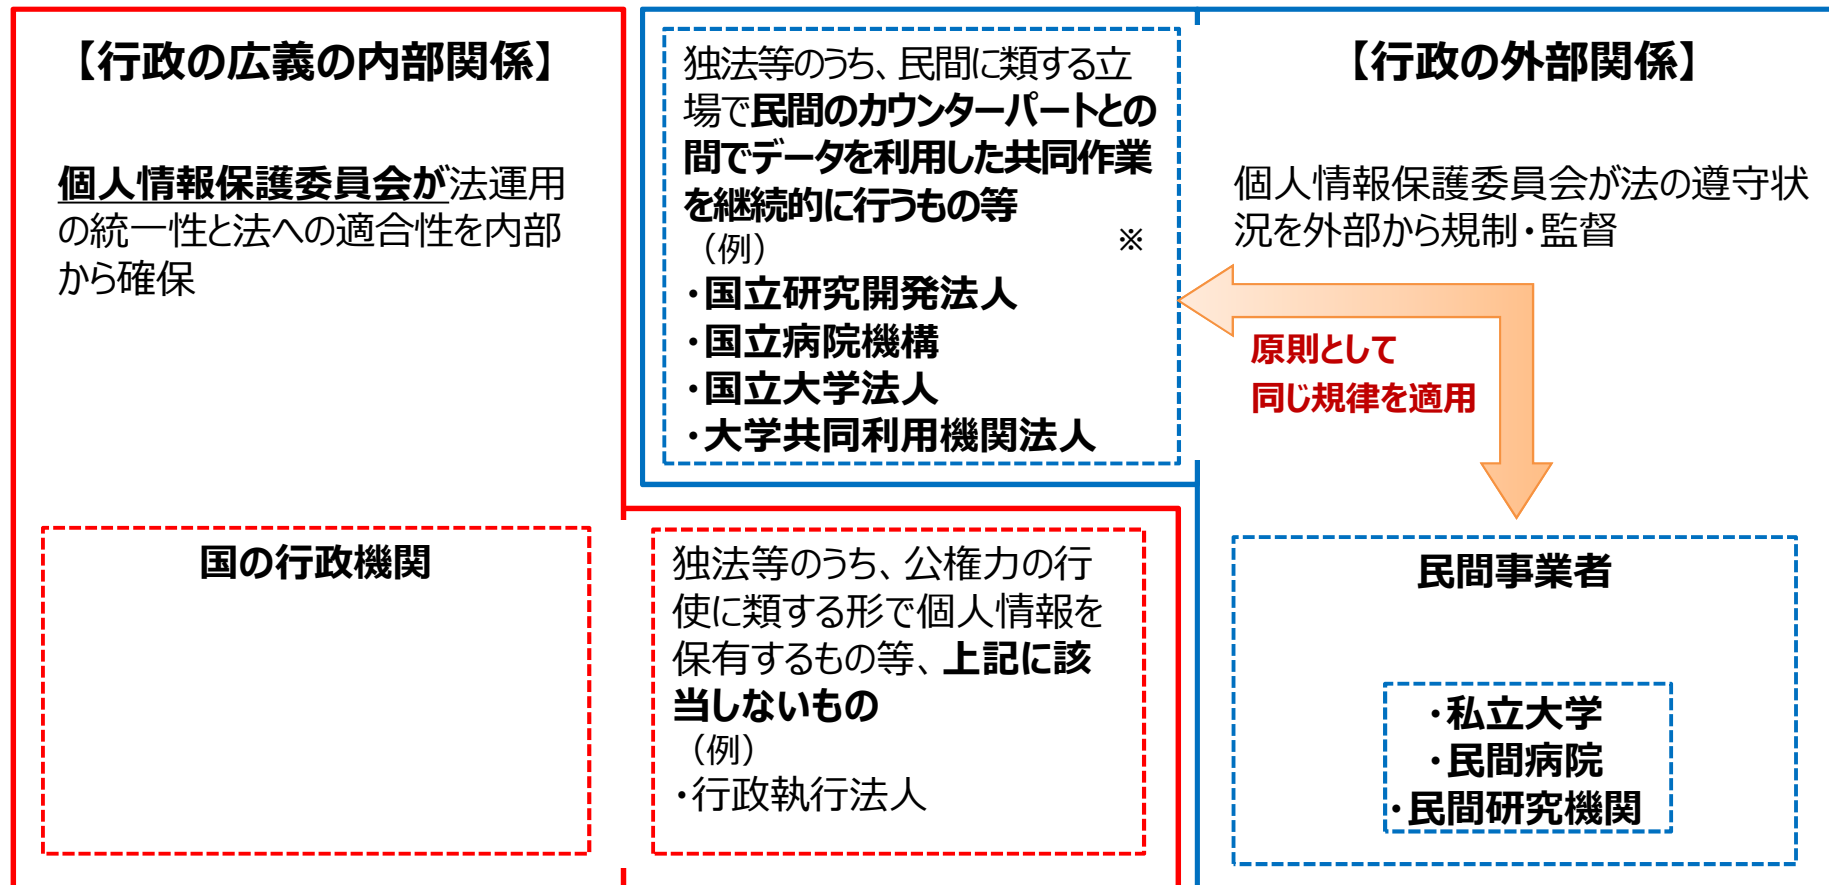 【行政の広義の内部関係】
個人情報保護委員会が法運用
の統一性と法への適合性を内部
から確保
国の行政機関
独法等のうち、民間に類する立
場で民間のカウンターパートとの
間でデータを利用した共同作業
を継続的に行うもの等
（例）　※
・国立研究開発法人
・国立病院機構
・国立大学法人
・大学共同利用機関法人
独法等のうち、公権力の行
使に類する形で個人情報を
保有するもの等、上記に該
当しないもの
（例）
・行政執行法人
【行政の外部関係】
個人情報保護委員会が法の遵守状
況を外部から規制・監督
原則として
同じ規律を適用
民間事業者
・私立大学
・民間病院
・民間研究機関